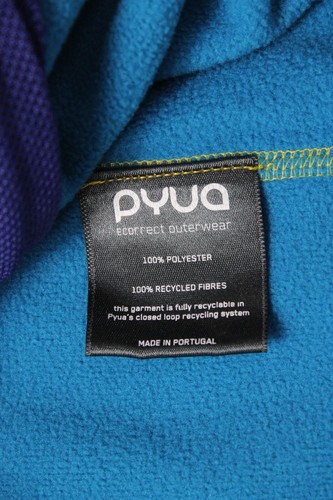 pyua
ecorrect outerwear
100% POLYESTER
100% RECYCLED FIBRES
this garment is fully recyclable in
Pyua's closed loop recycling system
MADE IN PORTUGAL